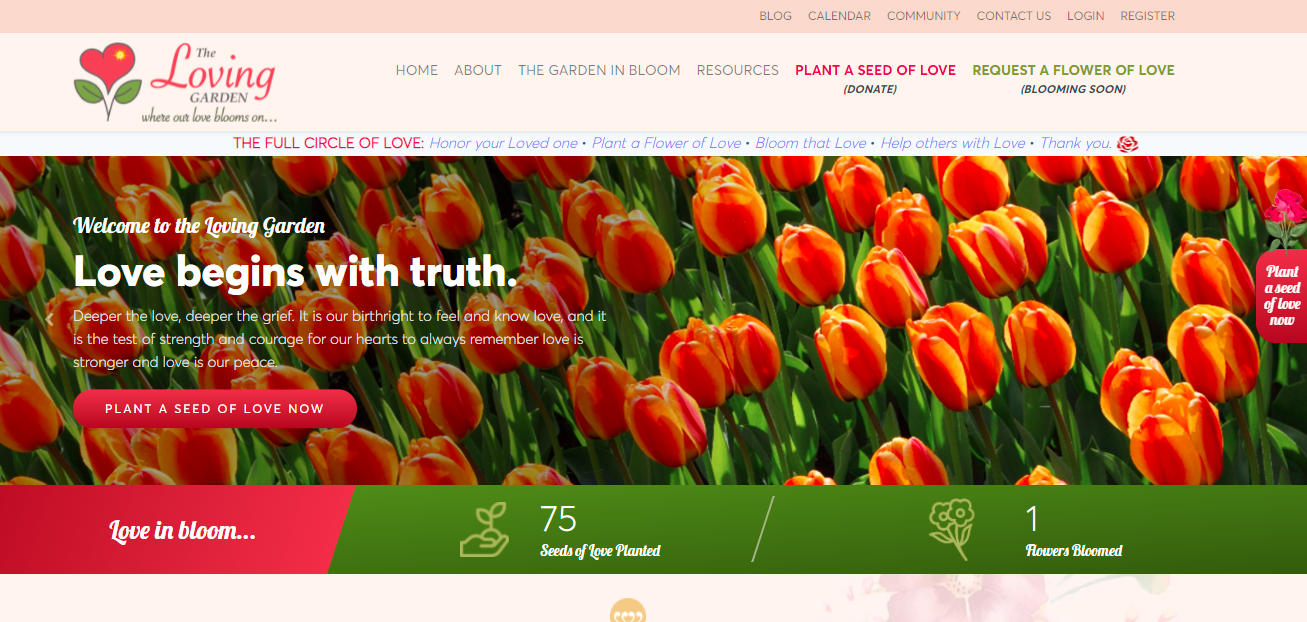 BLOG CALENDAR COMMUNITY CONTACT US LOGIN REGISTER
The
Loving
GARDEN
where our love blooms on...
HOME ABOUT THE GARDEN IN BLOOM RESOURCES PLANT A SEED OF LOVE REQUEST A FLOWER OF LOVE
(DONATE) (BLOOMING SOON)
THE FULL CIRCLE OF LOVE: Honor your Loved one • Plant a Flower of Love • Bloom that Love • Help others with Love • Thank you.
Welcome to the Loving Garden
Love begins with truth.
Deeper the love, deeper the grief. It is our birthright to feel and know love, and it
is the test of strength and courage for our hearts to always remember love is
stronger and love is our peace.
PLANT A SEED OF LOVE NOW
Plant
a seed
of love
now
Love in bloom...
75
Seeds of Love Planted
1
Flowers Bloomed